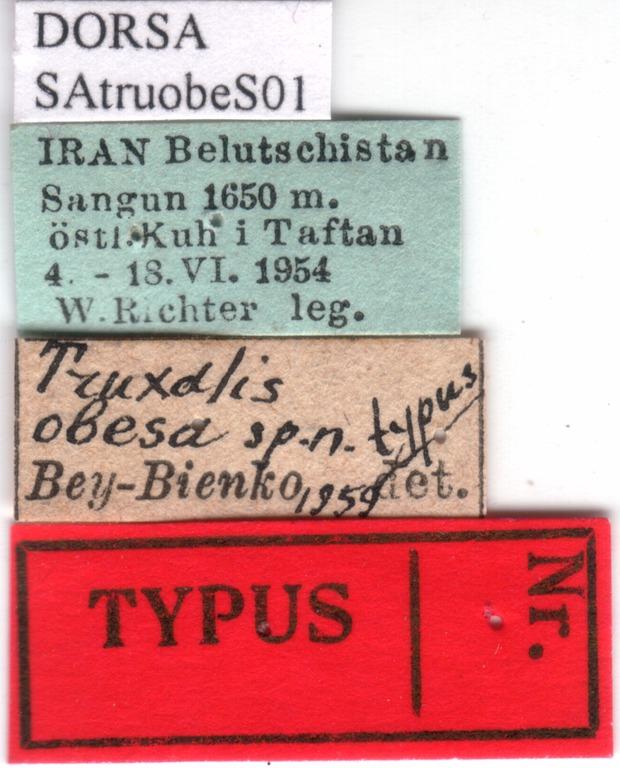 DORSA
SAtruobeS01
IRAN Belutschistan
Sangun 1650 m.
östl. Kuh i Taftan
4. - 18. VI. 1954
W. Richter leg.
Truxalis
obesa sp.n. typus
Bey-Bienko, 1959 det.
TYPUS
Nr.